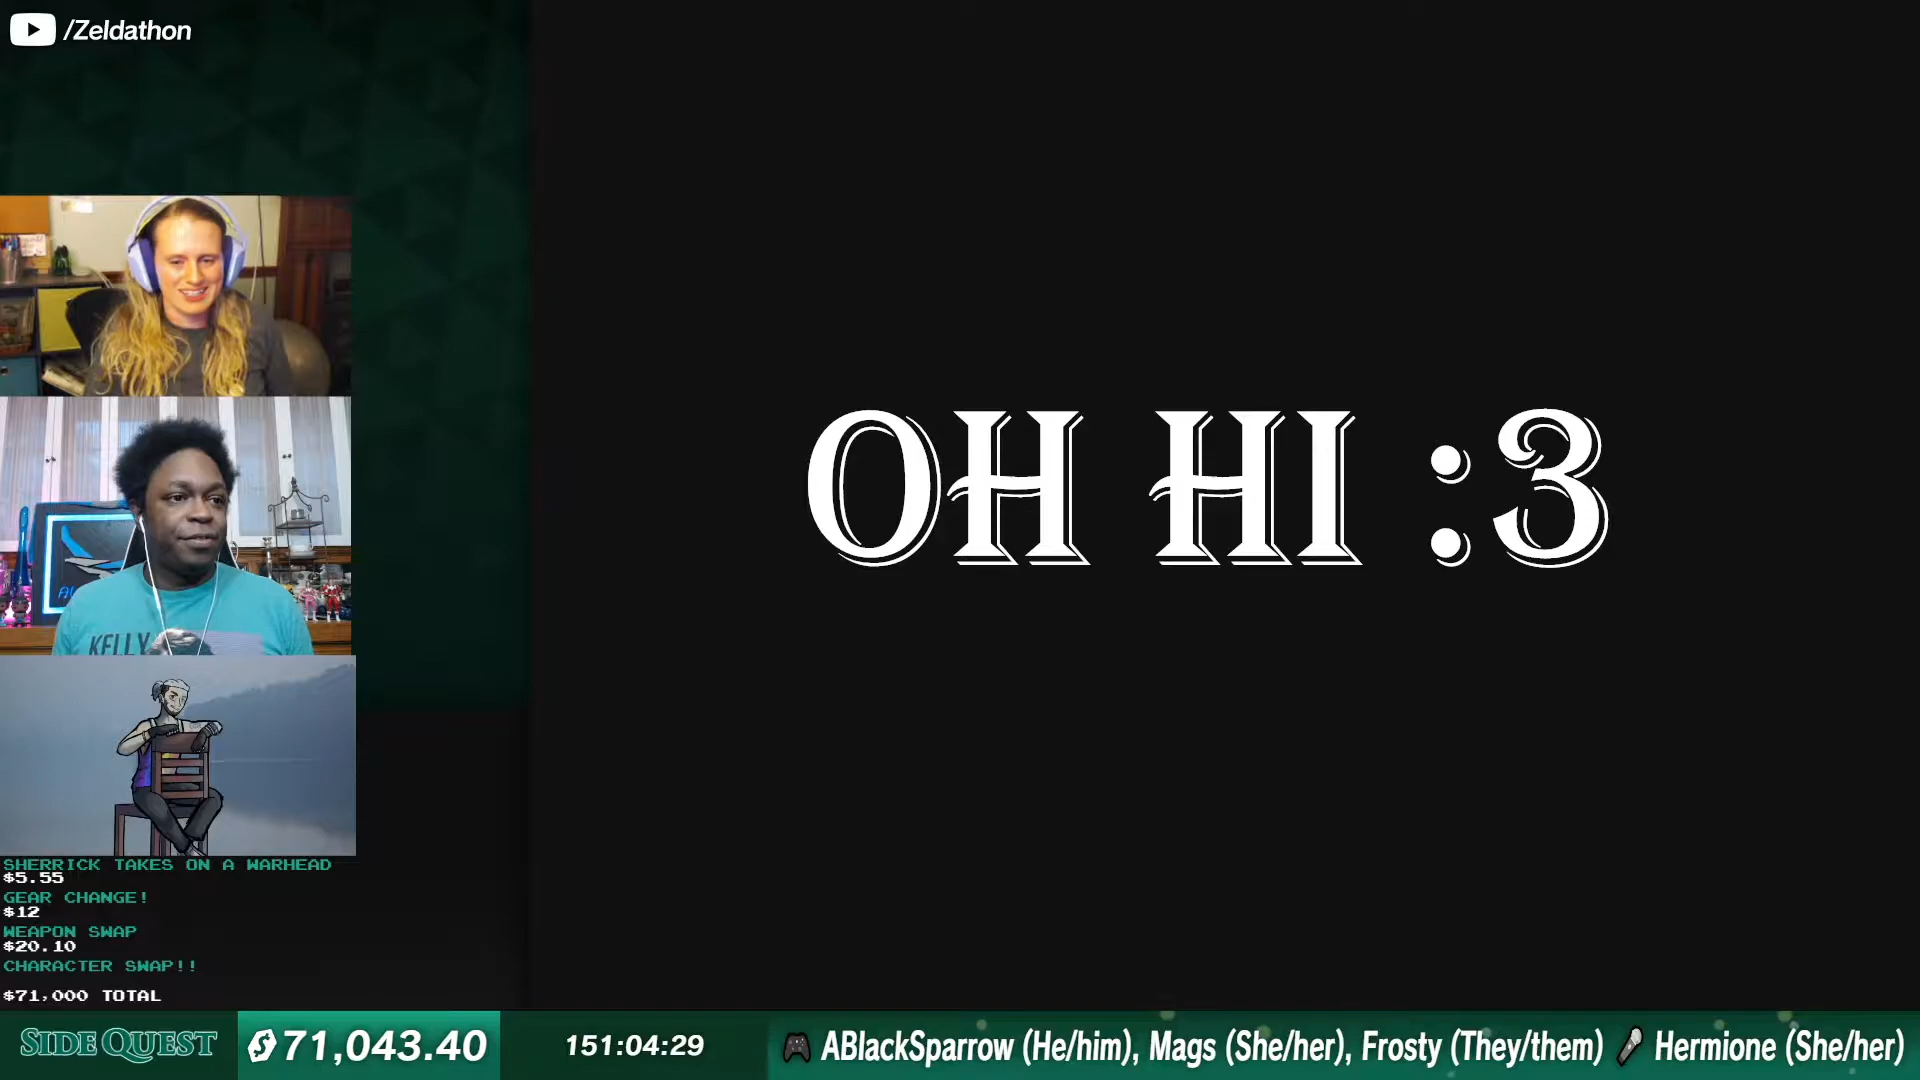 /Zeldathon
OH HI :3
KELLY
SHERRICK TAKES ON A WARHEAD
$5.55
GEAR CHANGE!
$12
WEAPON SWAP
$20.10
CHARACTER SWAP!!
$71,000 TOTAL
SIDE QUEST
71,043.40
151:04:29
ABlackSparrow (He/him), Mags (She/her), Frosty (They/them)
Hermione (She/her)